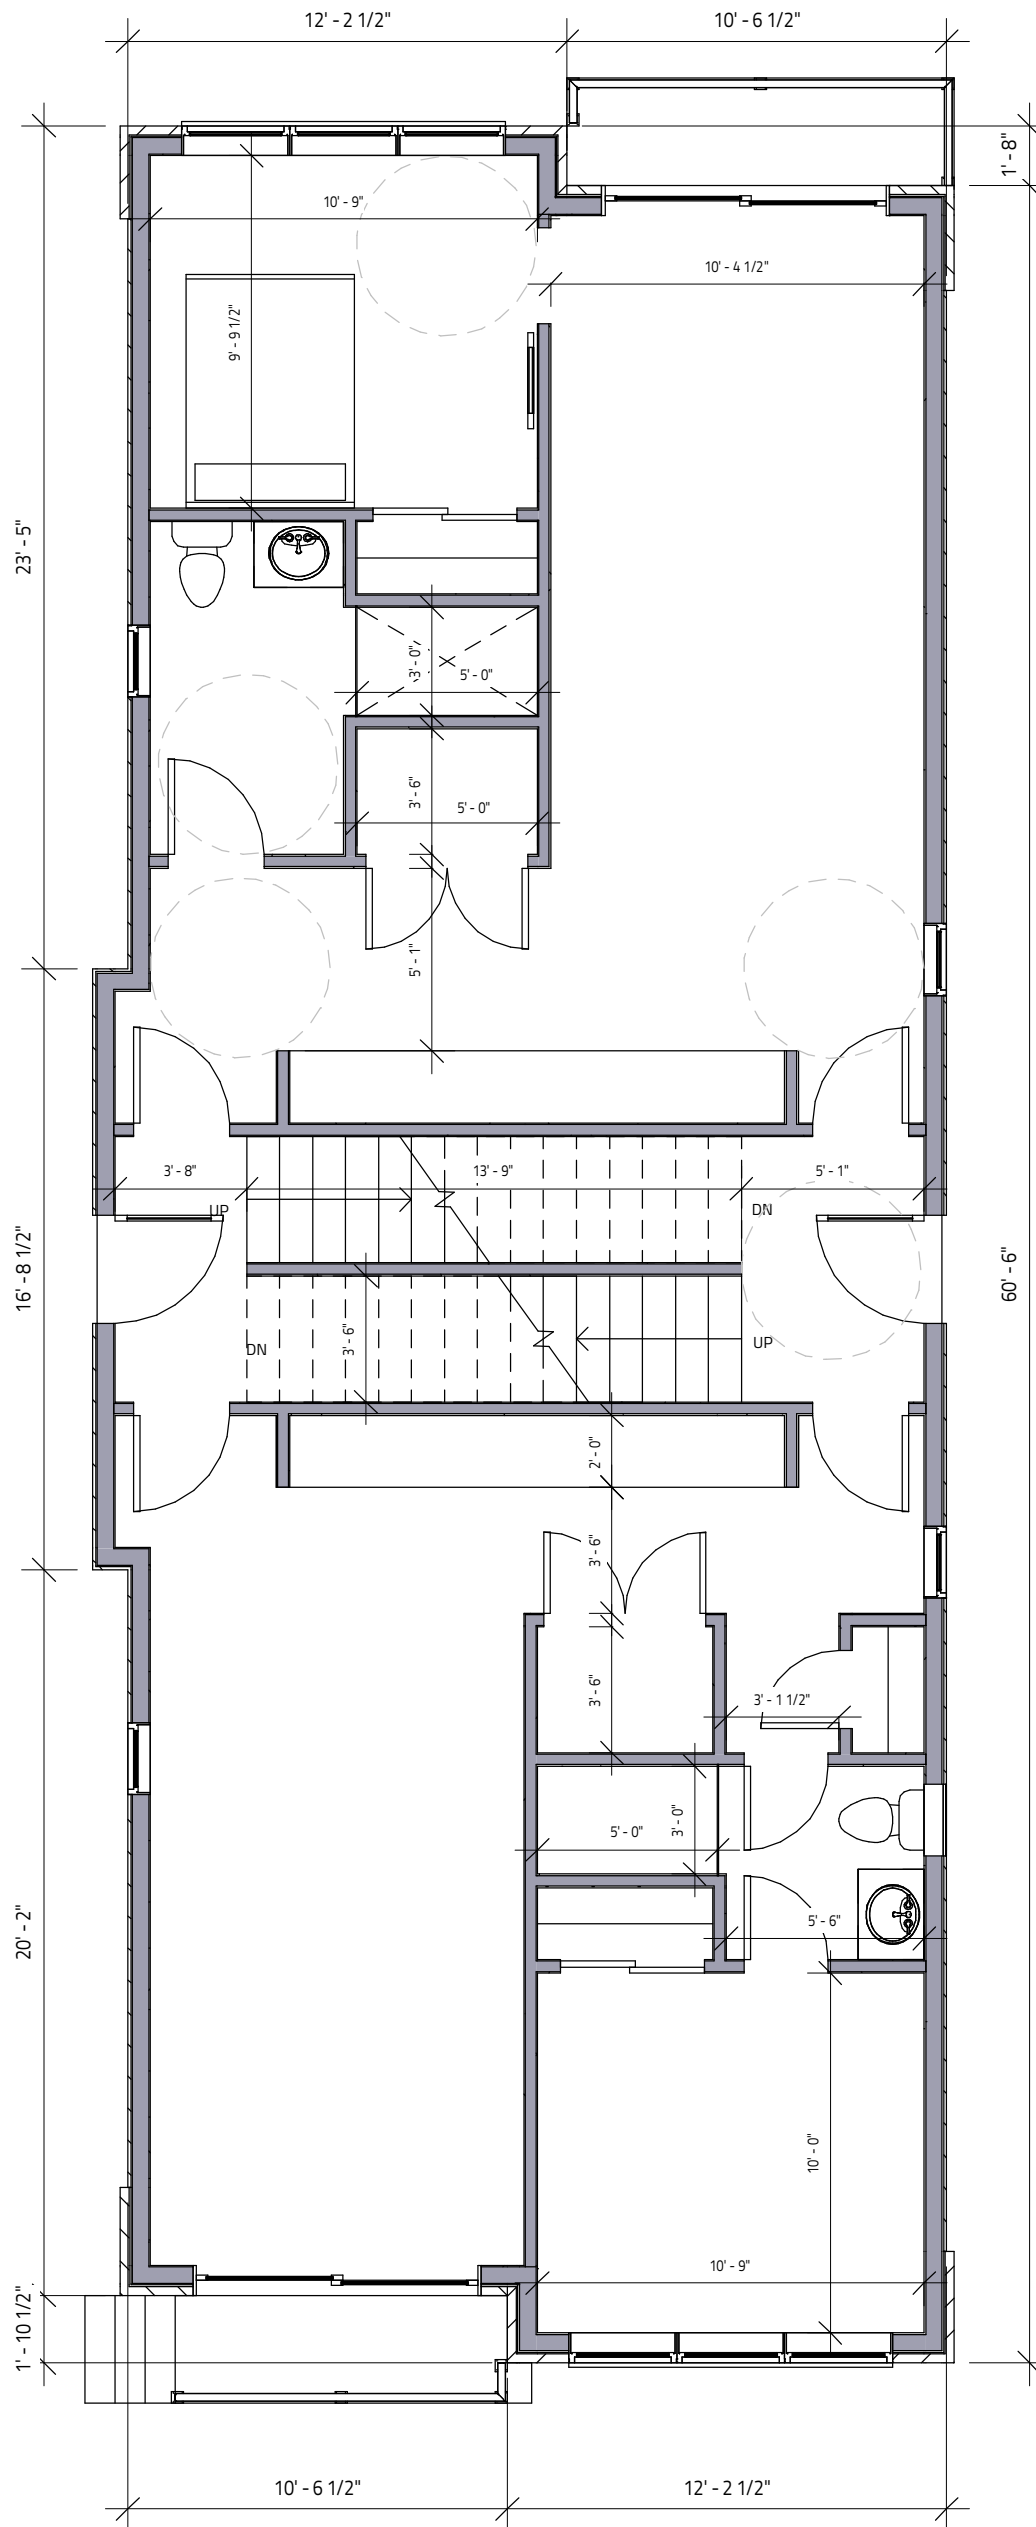 12' - 2 1/2"
10' - 6 1/2"
1' - 8"
10' - 9"
10' - 4 1/2"
9' - 9 1/2"
23' - 5"
3' - 0"
5' - 0"
3' - 6"
5' - 0"
5' - 1"
3' - 8"
13' - 9"
5' - 1"
UP
DN
16' - 8 1/2"
60' - 6"
DN
3' - 6"
UP
2' - 0"
3' - 6"
3' - 6"
3' - 1 1/2"
5' - 0"
3' - 0"
5' - 6"
20' - 2"
10' - 0"
10' - 9"
1' - 10 1/2"
10' - 6 1/2"
12' - 2 1/2"